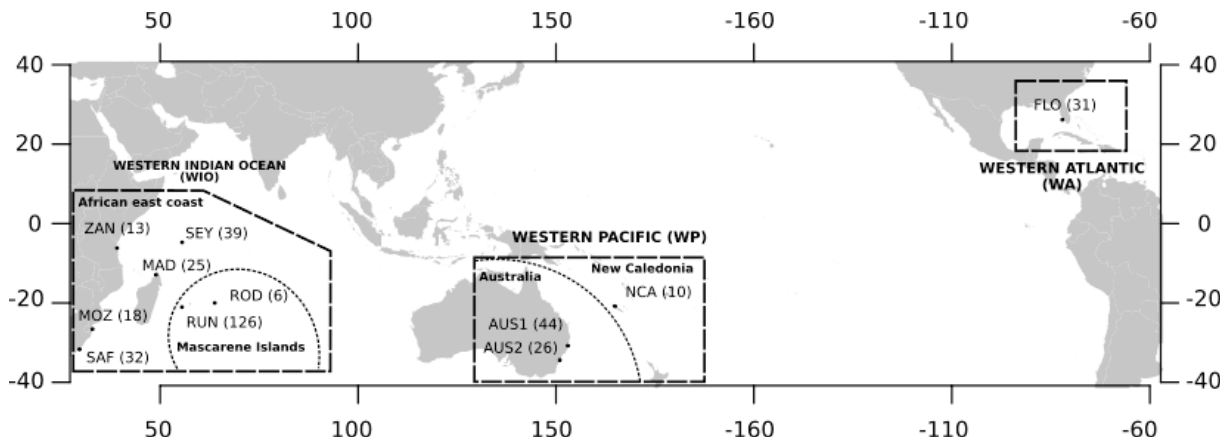 50 100 150 -160 -110 -60
40 40
FLO (31)
20 20
WESTERN INDIAN OCEAN
(WIO)
WESTERN ATLANTIC
(WA)
African east coast
ZAN (13)
SEY (39)
0 0
WESTERN PACIFIC (WP)
MAD (25)
Australia
New Caledonia
NCA (10)
ROD (6)
-20 -20
MOZ (18)
RUN (126)
AUS1 (44)
Mascarene Islands
AUS2 (26)
SAF (32)
-40 -40
50 100 150 -160 -110 -60